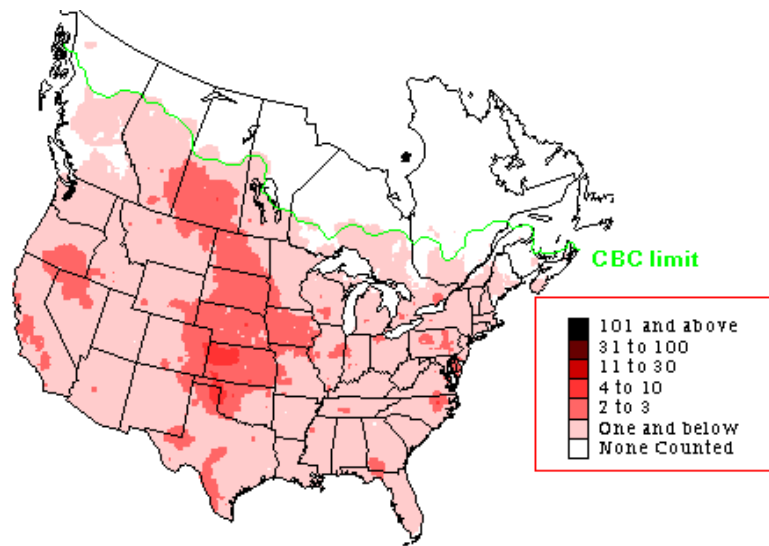 CBC limit
101 and above
31 to 100
11 to 30
4 to 10
2 to 3
One and below
None Counted